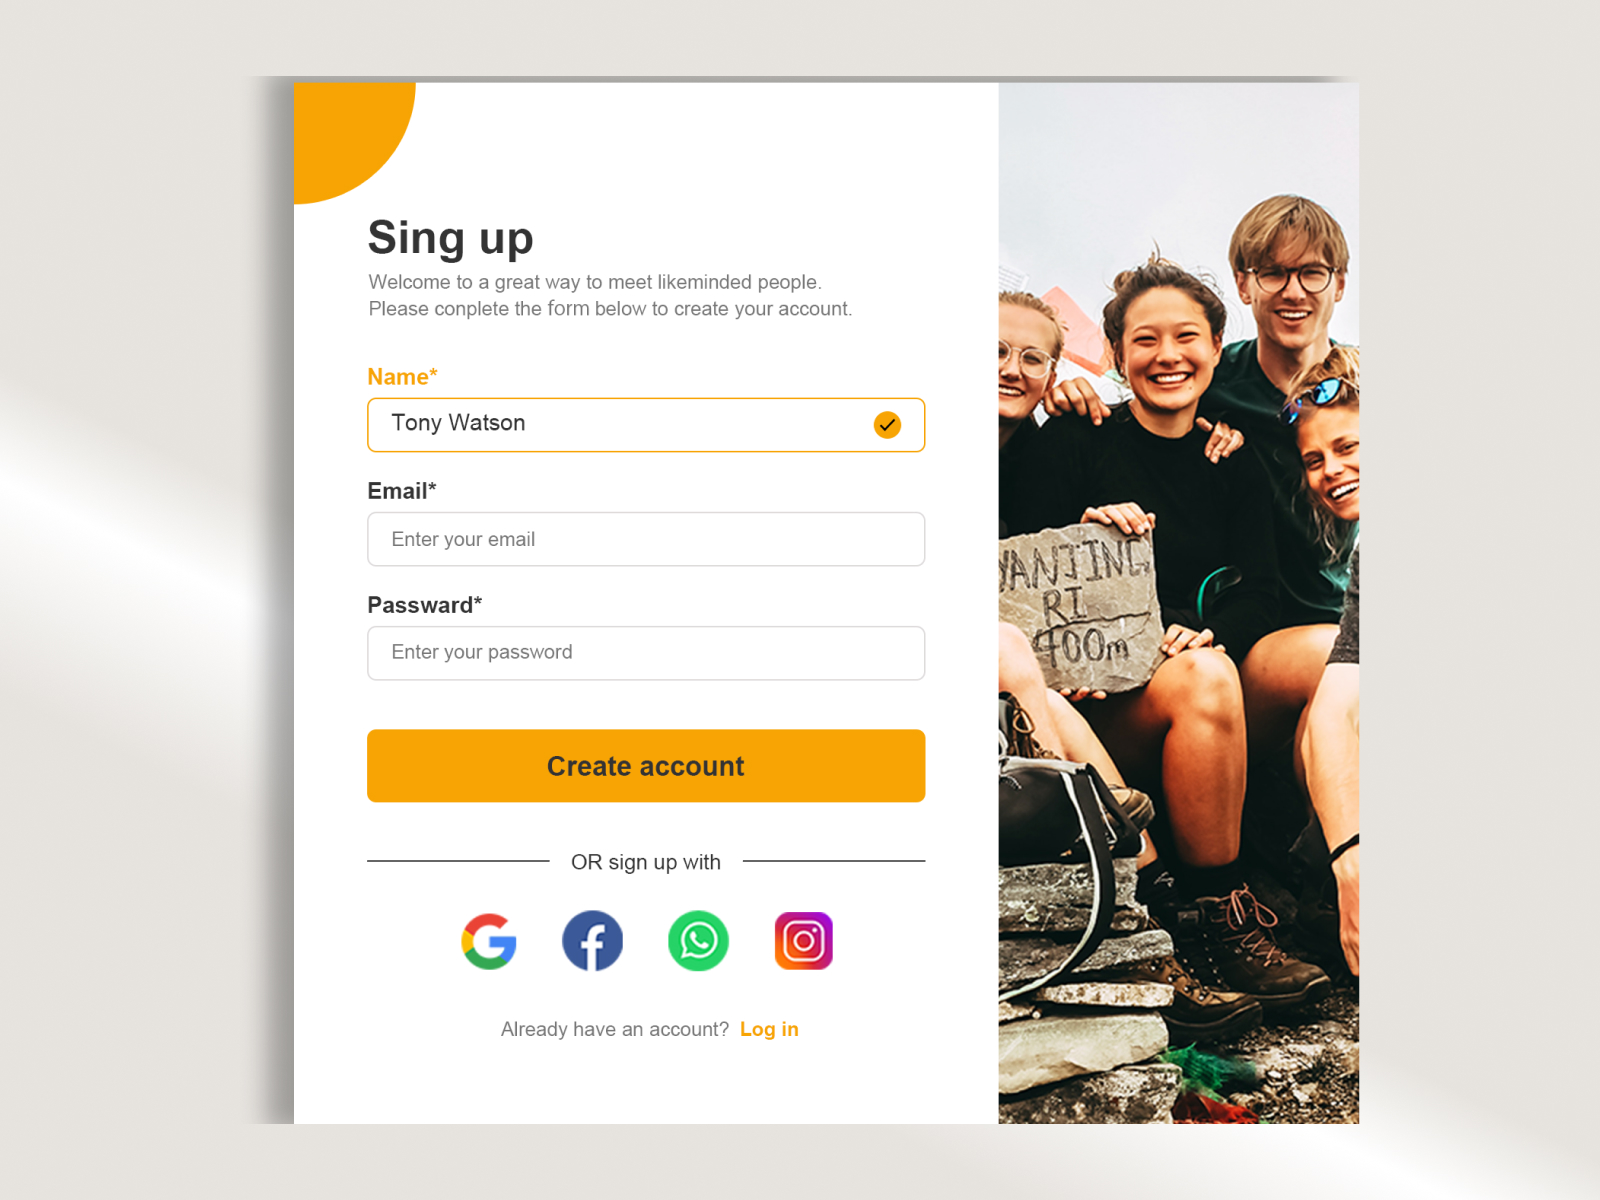 Sing up
Welcome to a great way to meet likeminded people.
Please conplete the form below to create your account.
Name*
Tony Watson
Email*
Enter your email
Passward*
Enter your password
Create account
OR sign up with
Already have an account? Log in
RI
400m